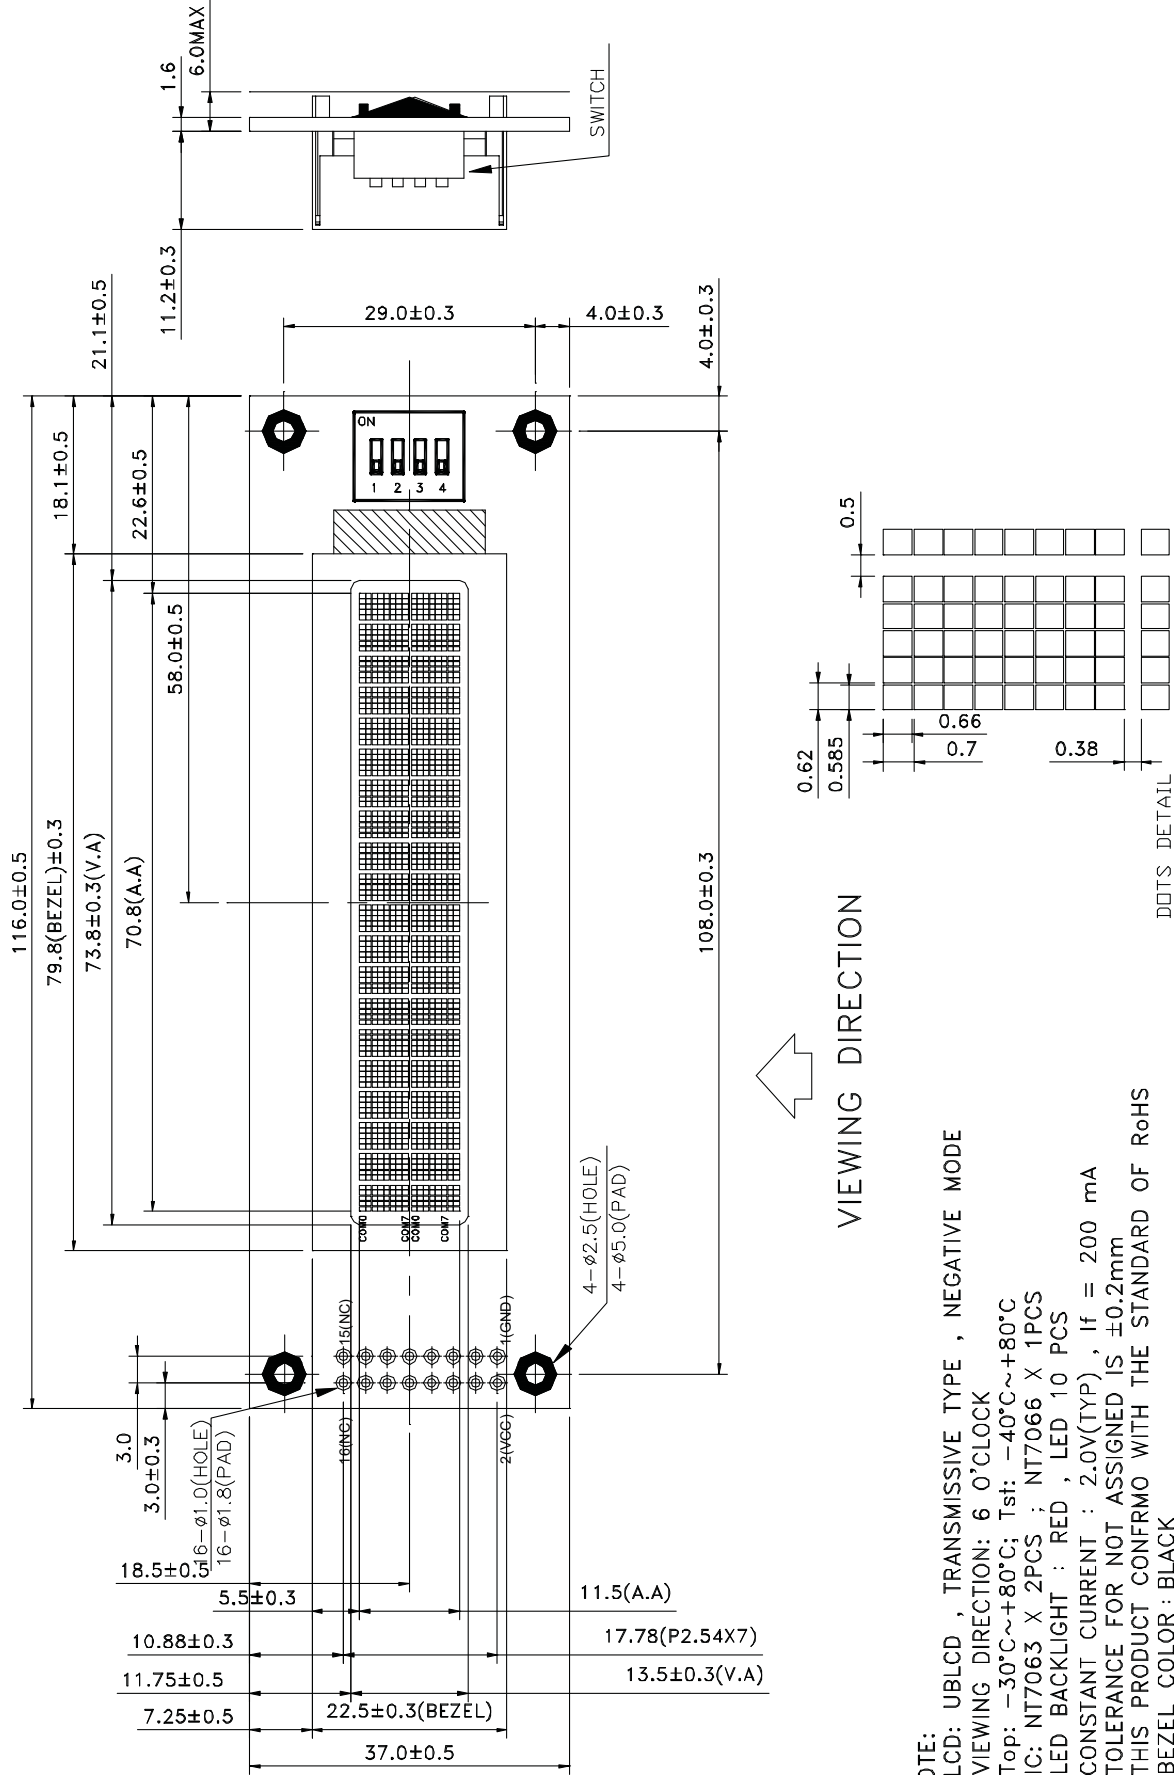 6.0MAX
1.6
11.2±0.3
SWITCH
21.1±0.5
29.0±0.3
4.0±0.3
4.0±.0.3
ON
1 2 3 4
18.1±0.5
22.6±0.5
58.0±0.5
116.0±0.5
79.8(BEZEL)±0.3
73.8±0.3(V.A)
70.8(A.A)
108.0±0.3
0.5
0.62
0.585
0.66
0.7
0.38
DOTS DETAIL
VIEWING DIRECTION
COM0
COM7
COM0
COM7
15(NC)
1(GND)
16(NC)
2(VCC)
4-ø2.5(HOLE)
4-ø5.0(PAD)
3.0
3.0±0.3
16-ø1.0(HOLE)
16-ø1.8(PAD)
18.5±0.5
5.5±0.3
11.5(A.A)
10.88±0.3
17.78(P2.54X7)
11.75±0.5
13.5±0.3(V.A)
7.25±0.5
22.5±0.3(BEZEL)
37.0±0.5
OTE:
LCD: UBLCD , TRANSMISSIVE TYPE , NEGATIVE MODE
VIEWING DIRECTION: 6 O'CLOCK
Top: -30°C~+80°C; Tst: -40°C~+80°C
IC: NT7063 X 2PCS ; NT7066 X 1PCS
LED BACKLIGHT : RED , LED 10 PCS
CONSTANT CURRENT : 2.0V(TYP) , If = 200 mA
TOLERANCE FOR NOT ASSIGNED IS ±0.2mm
THIS PRODUCT CONFRMO WITH THE STANDARD OF RoHS
BEZEL COLOR : BLACK